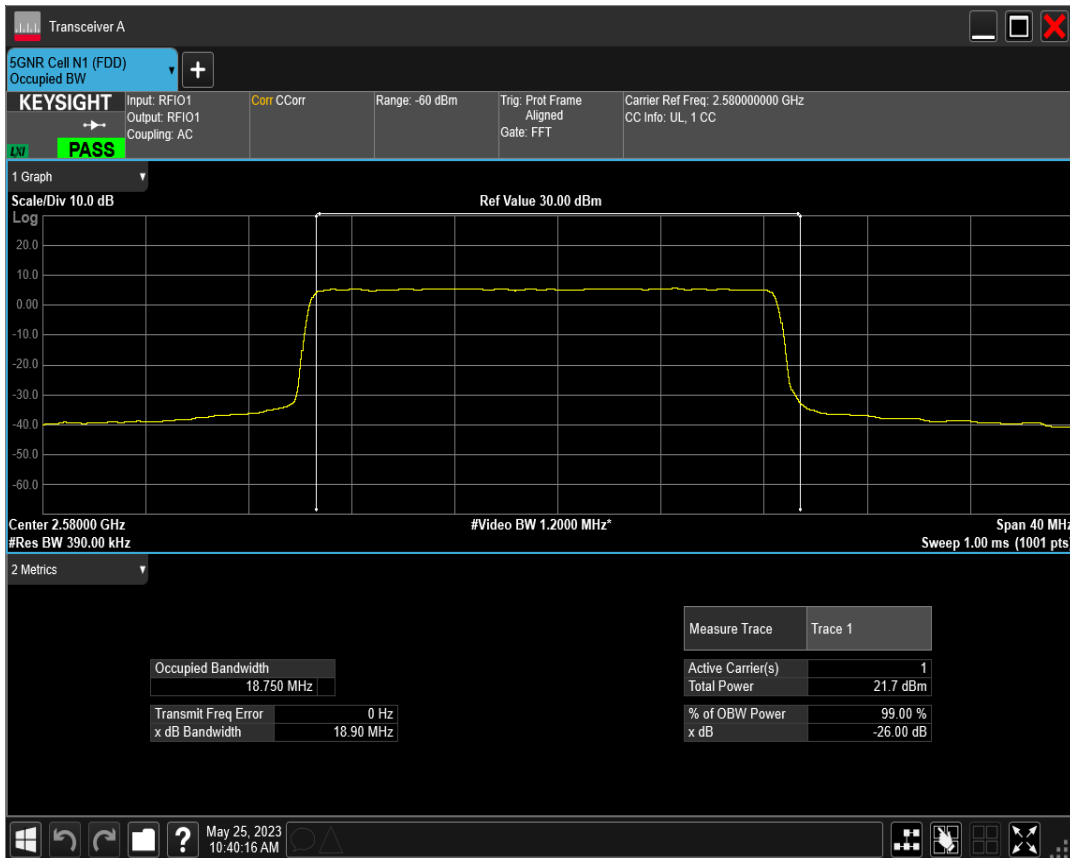 Transceiver A
5GNR Cell N1 (FDD)
Occupied BW
+
KEYSIGHT
LXI
PASS
Input: RFIO1
Output: RFIO1
Coupling: AC
Corr CCorr
Range: -60 dBm
Trig: Prot Frame
Aligned
Gate: FFT
Carrier Ref Freq: 2.580000000 GHz
CC Info: UL, 1 CC
1 Graph
Scale/Div 10.0 dB
Ref Value 30.00 dBm
Log
20.0
10.0
0.00
-10.0
-20.0
-30.0
-40.0
-50.0
-60.0
Center 2.58000 GHz
#Video BW 1.2000 MHz*
Span 40 MHz
#Res BW 390.00 kHz
Sweep 1.00 ms (1001 pts)
2 Metrics
Measure Trace Trace 1
Occupied Bandwidth
18.750 MHz
Active Carrier(s) 1
Total Power 21.7 dBm
Transmit Freq Error 0 Hz
x dB Bandwidth 18.90 MHz
% of OBW Power 99.00 %
x dB -26.00 dB
?
May 25, 2023
10:40:16 AM